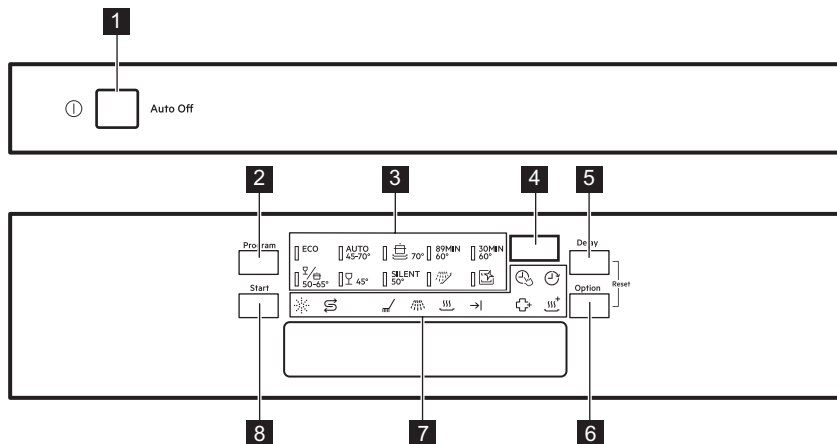 1
Auto Off
2
3
4
5
Program
ECO
AUTO
45-70°
70°
89MIN
60°
30MIN
60°
Delay
50-65°
45°
SILENT
50°
Reset
Start
Option
8
7
6